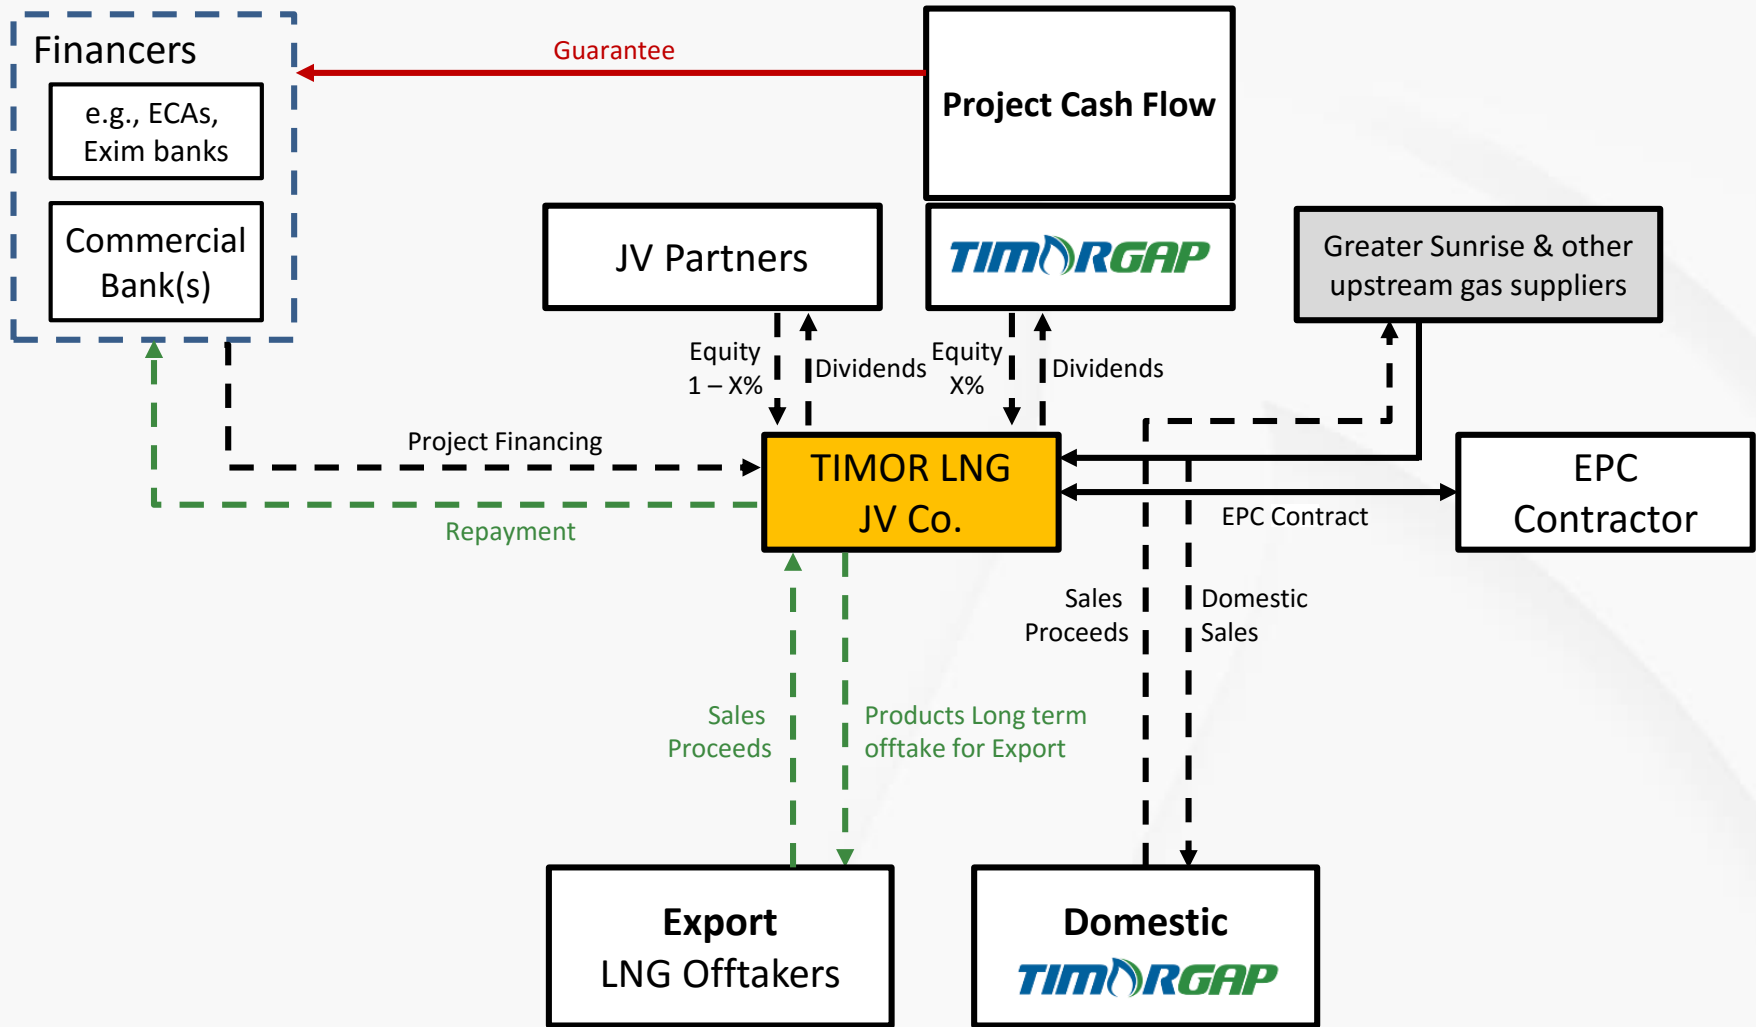 Financers
e.g., ECAs,
Exim banks
Commercial
Bank(s)
Guarantee
Project Cash Flow
JV Partners
TIMORGAP
Greater Sunrise & other
upstream gas suppliers
Equity
1 – X%
Dividends
Equity
X%
Dividends
Project Financing
Repayment
TIMOR LNG
JV Co.
EPC Contract
EPC
Contractor
Sales
Proceeds
Domestic
Sales
Sales
Proceeds
Products Long term
offtake for Export
Export
LNG Offtakers
Domestic
TIMORGAP